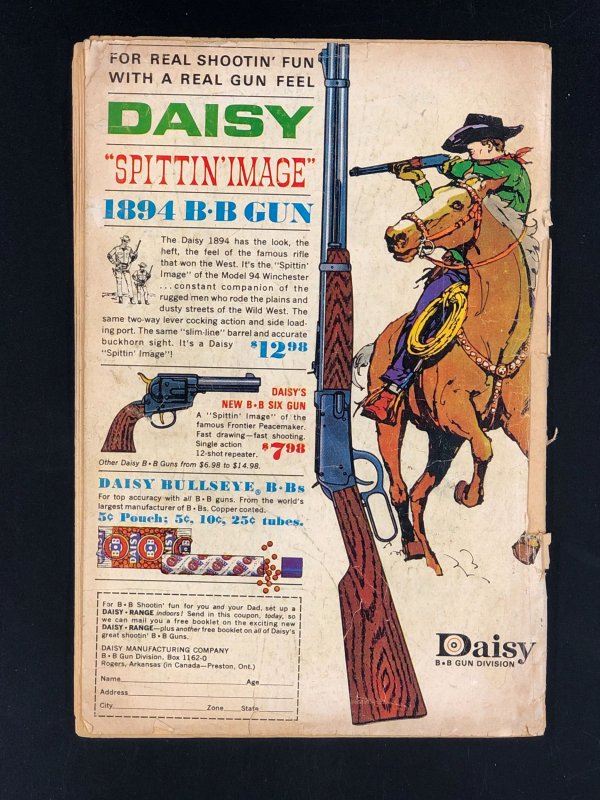 FOR REAL SHOOTIN' FUN
WITH A REAL GUN FEEL
DAISY
"SPITTIN' IMAGE"
1894 B•B GUN
The Daisy 1894 has the look, the
heft, the feel of the famous rifle
that won the West. It's the "Spittin'
Image" of the Model 94 Winchester
...constant companion of the
rugged men who rode the plains and
dusty streets of the Wild West. The
same two-way lever cocking action and side load-
ing port. The same "slim-line" barrel and accurate
buckhorn sight. It's a Daisy
"Spittin' Image"!
$12 98
DAISY'S
NEW B•B SIX GUN
A "Spittin' Image" of the
famous Frontier Peacemaker.
Fast drawing—fast shooting.
Single action
12-shot repeater.
$7 98
Other Daisy B•B Guns from $6.98 to $14.98.
DAISY BULLSEYE® B•Bs
For top accuracy with all B•B guns. From the world's
largest manufacturer of B•Bs. Copper coated.
5¢ Pouch; 5¢, 10¢, 25¢ tubes.
For B•B Shootin' fun for you and your Dad, set up a
DAISY•RANGE indoors! Send in this coupon, today, so
we can mail you a free booklet on the exciting new
DAISY•RANGE—plus another free booklet on all of Daisy's
great shootin' B•B Guns.
DAISY MANUFACTURING COMPANY
B•B Gun Division, Box 1162-O
Rogers, Arkansas (in Canada—Preston, Ont.)
Name Age
Address
City Zone State
Daisy
B•B GUN DIVISION